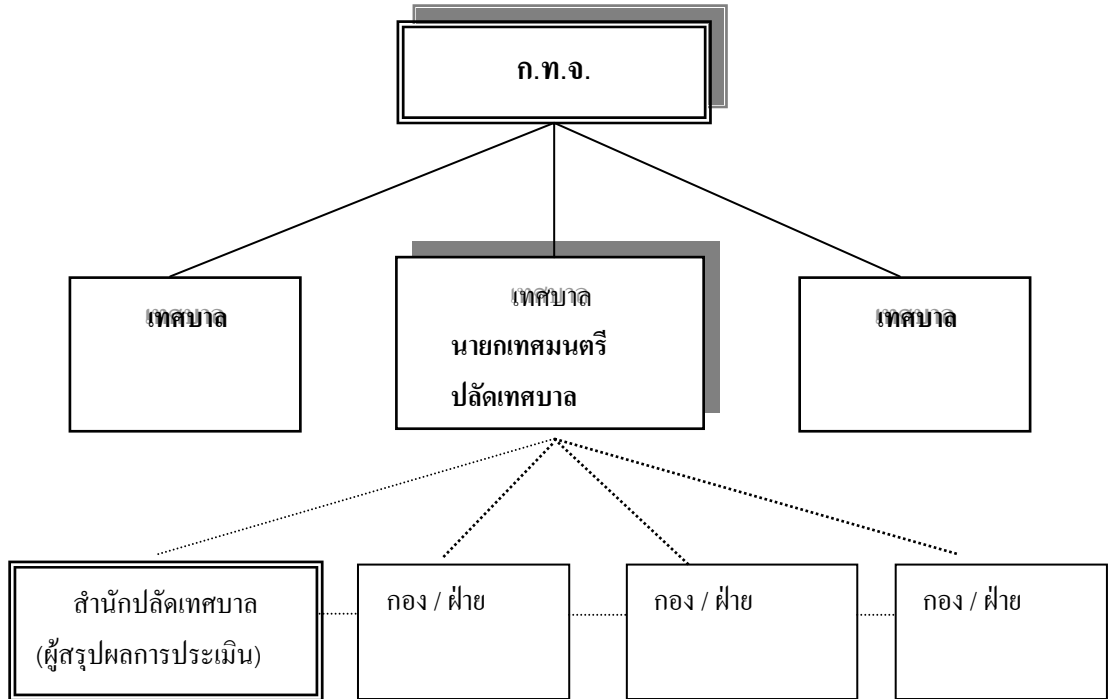 ก.ท.จ.
เทศบาล
เทศบาล
นายกเทศมนตรี
ปลัดเทศบาล
เทศบาล
สำนักปลัดเทศบาล
(ผู้สรุปผลการประเมิน)
กอง / ฝ่าย
กอง / ฝ่าย
กอง / ฝ่าย